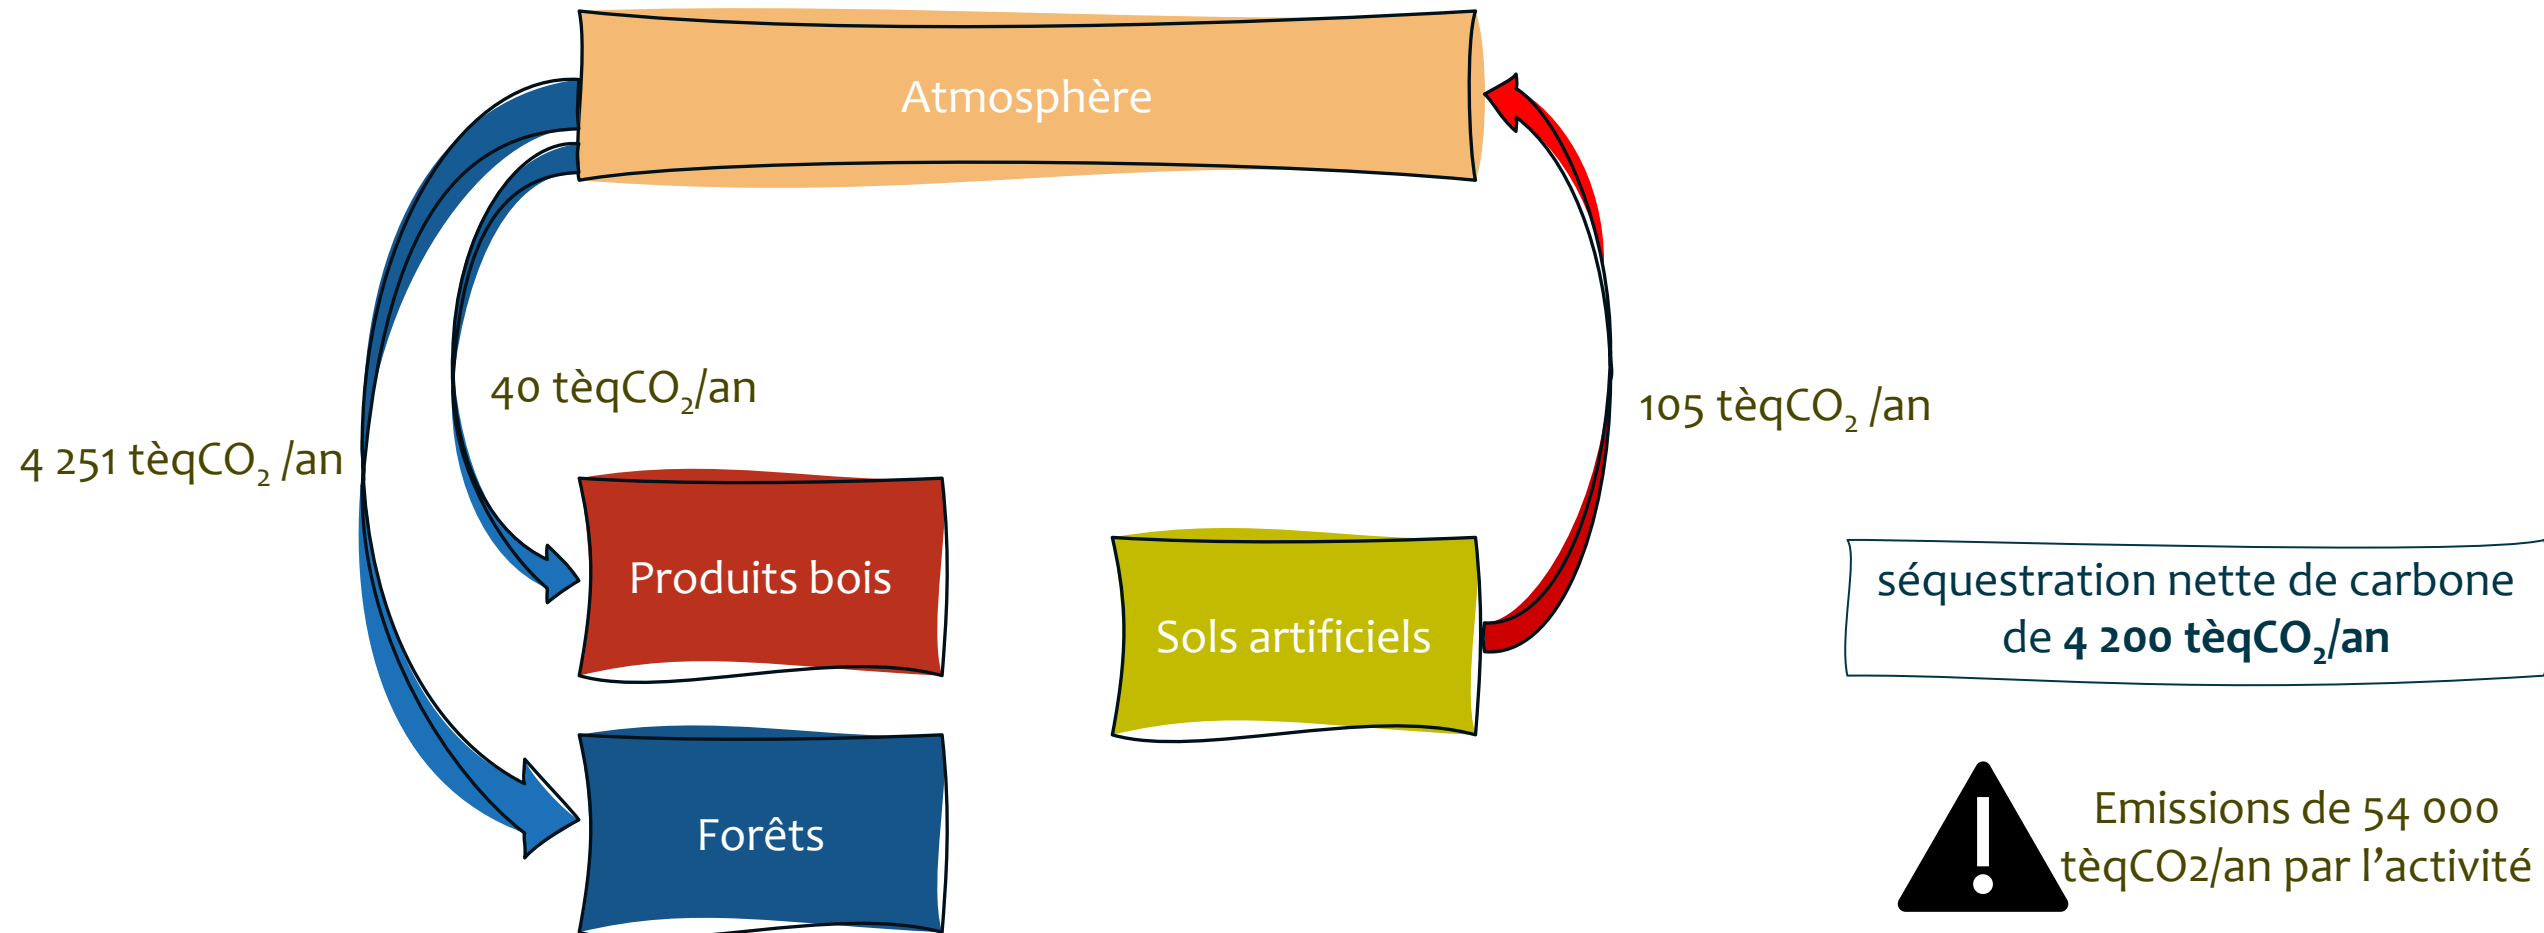 Atmosphère
40 tèqCO₂/an
105 tèqCO₂ /an
4 251 tèqCO₂ /an
Produits bois
Sols artificiels
séquestration nette de carbone
de 4 200 tèqCO₂/an
Forêts
Emissions de 54 000
tèqCO2/an par l’activité